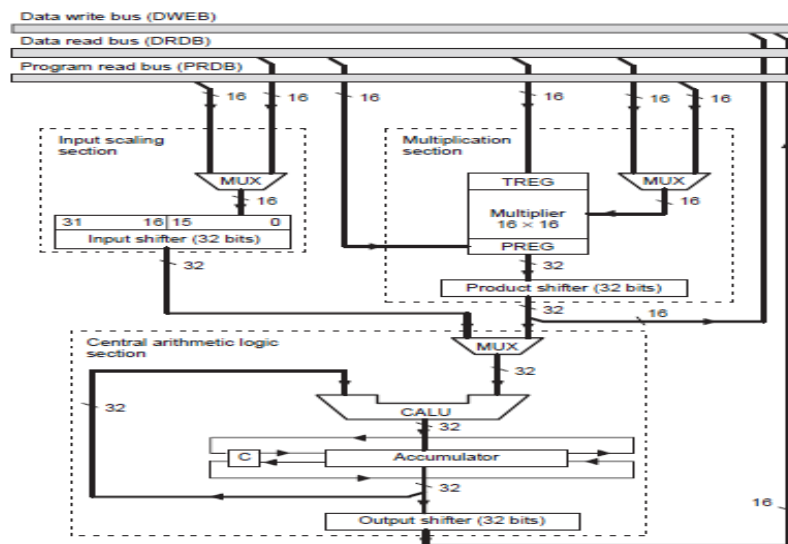 Data write bus (DWEB)
Data read bus (DRDB)
Program read bus (PRDB)
16 16 16 16 16 16
Input scaling
section
Multiplication
section
MUX
TREG
MUX
16
16
Multiplier
16 × 16
31 16 15 0
Input shifter (32 bits)
PREG
32
32
Product shifter (32 bits)
32
16
Central arithmetic logic
section
MUX
32
32
CALU
32
C
Accumulator
32
16
Output shifter (32 bits)